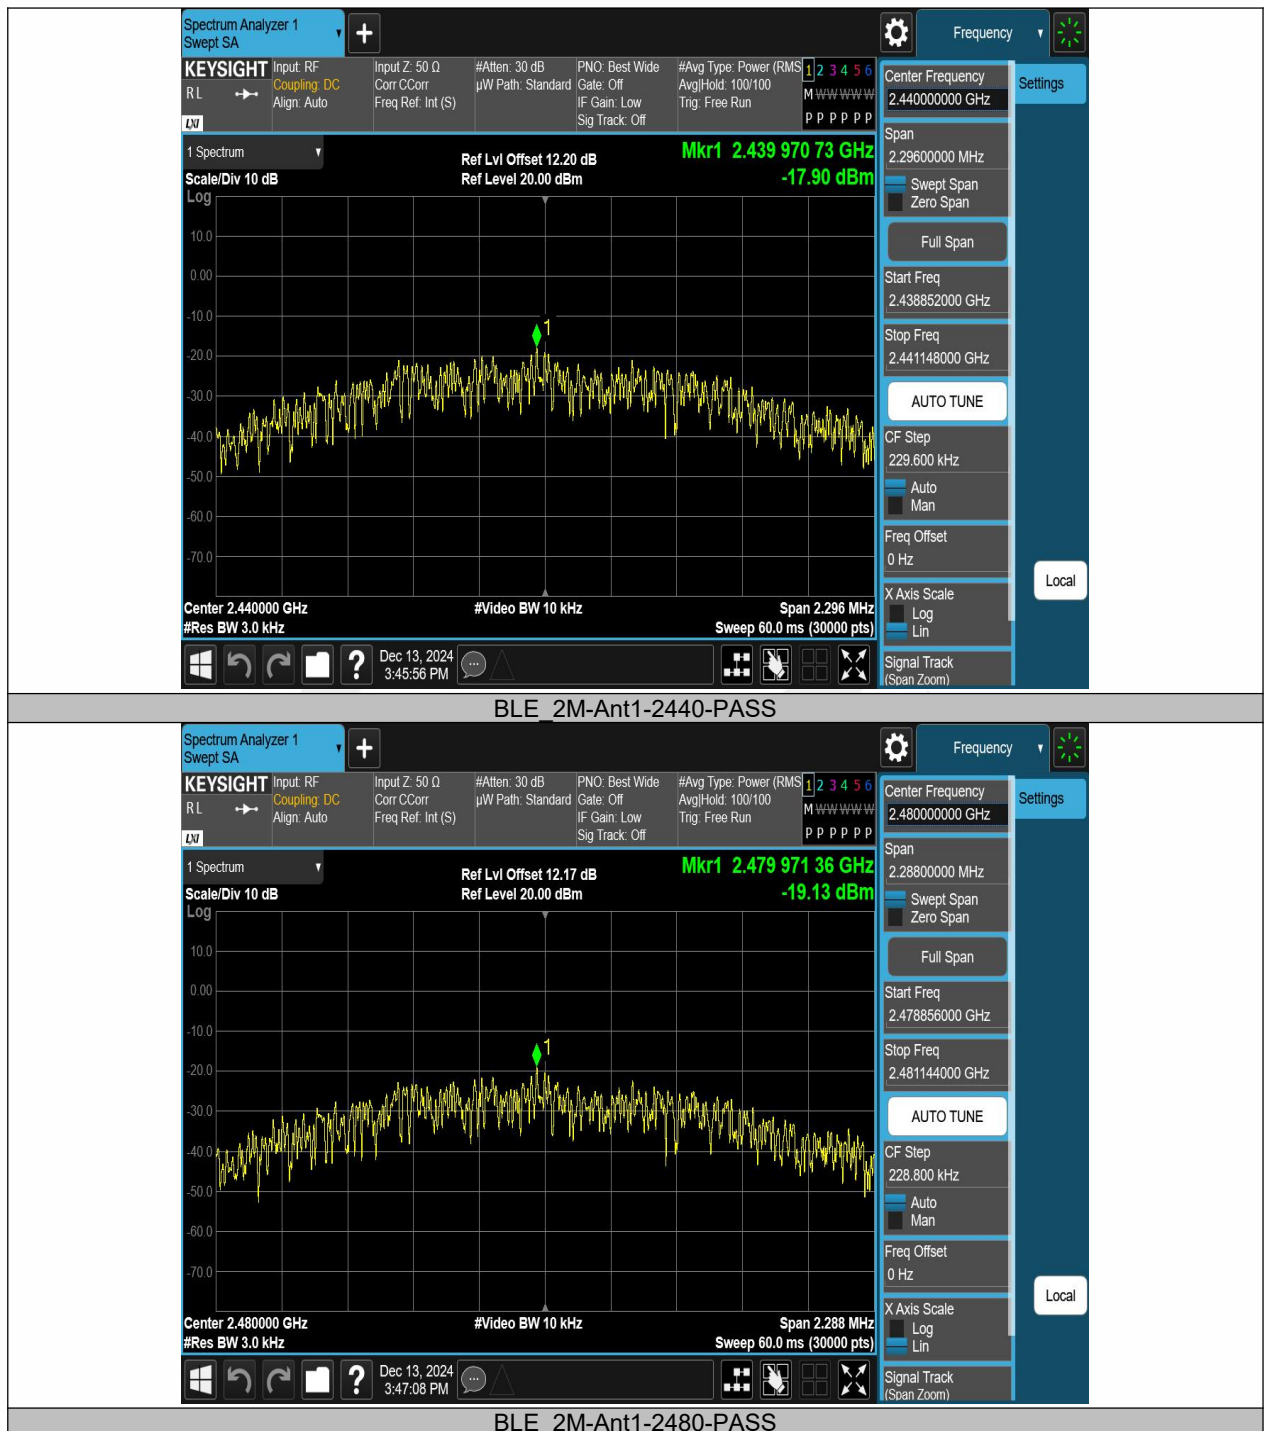 Spectrum Analyzer 1
Swept SA
Frequency
KEYSIGHT
RL
LXI
Input: RF
Coupling: DC
Align: Auto
Input Z: 50 Ω
Corr CCorr
Freq Ref: Int (S)
#Atten: 30 dB
µW Path: Standard
PNO: Best Wide
Gate: Off
IF Gain: Low
Sig Track: Off
#Avg Type: Power (RMS
Avg|Hold: 100/100
Trig: Free Run
1 2 3 4 5 6
M W W W W W
P P P P P P
Center Frequency
2.440000000 GHz
Settings
Span
2.29600000 MHz
Swept Span
Zero Span
Full Span
Start Freq
2.438852000 GHz
Stop Freq
2.441148000 GHz
AUTO TUNE
CF Step
229.600 kHz
Auto
Man
Freq Offset
0 Hz
X Axis Scale
Log
Lin
Signal Track
(Span Zoom)
Local
1 Spectrum
Scale/Div 10 dB
Log
Ref Lvl Offset 12.20 dB
Ref Level 20.00 dBm
Mkr1 2.439 970 73 GHz
-17.90 dBm
10.0
0.00
-10.0
-20.0
-30.0
-40.0
-50.0
-60.0
-70.0
1
Center 2.440000 GHz
#Res BW 3.0 kHz
#Video BW 10 kHz
Span 2.296 MHz
Sweep 60.0 ms (30000 pts)
?
Dec 13, 2024
3:45:56 PM
BLE_2M-Ant1-2440-PASS
Spectrum Analyzer 1
Swept SA
Frequency
KEYSIGHT
RL
LXI
Input: RF
Coupling: DC
Align: Auto
Input Z: 50 Ω
Corr CCorr
Freq Ref: Int (S)
#Atten: 30 dB
µW Path: Standard
PNO: Best Wide
Gate: Off
IF Gain: Low
Sig Track: Off
#Avg Type: Power (RMS
Avg|Hold: 100/100
Trig: Free Run
1 2 3 4 5 6
M W W W W W
P P P P P P
Center Frequency
2.480000000 GHz
Settings
Span
2.28800000 MHz
Swept Span
Zero Span
Full Span
Start Freq
2.478856000 GHz
Stop Freq
2.481144000 GHz
AUTO TUNE
CF Step
228.800 kHz
Auto
Man
Freq Offset
0 Hz
X Axis Scale
Log
Lin
Signal Track
(Span Zoom)
Local
1 Spectrum
Scale/Div 10 dB
Log
Ref Lvl Offset 12.17 dB
Ref Level 20.00 dBm
Mkr1 2.479 971 36 GHz
-19.13 dBm
10.0
0.00
-10.0
-20.0
-30.0
-40.0
-50.0
-60.0
-70.0
1
Center 2.480000 GHz
#Res BW 3.0 kHz
#Video BW 10 kHz
Span 2.288 MHz
Sweep 60.0 ms (30000 pts)
?
Dec 13, 2024
3:47:08 PM
BLE_2M-Ant1-2480-PASS